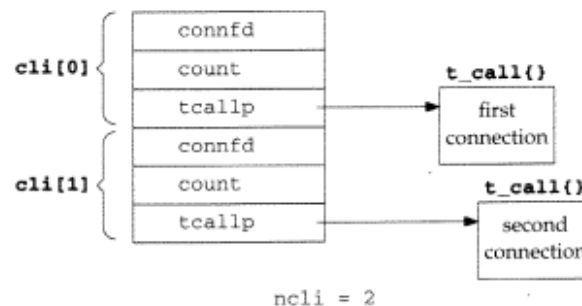 connfd
cli[0]
count
t_call{}
tcallp
first
connection
connfd
cli[1]
count
t_call{}
tcallp
second
connection
ncli = 2